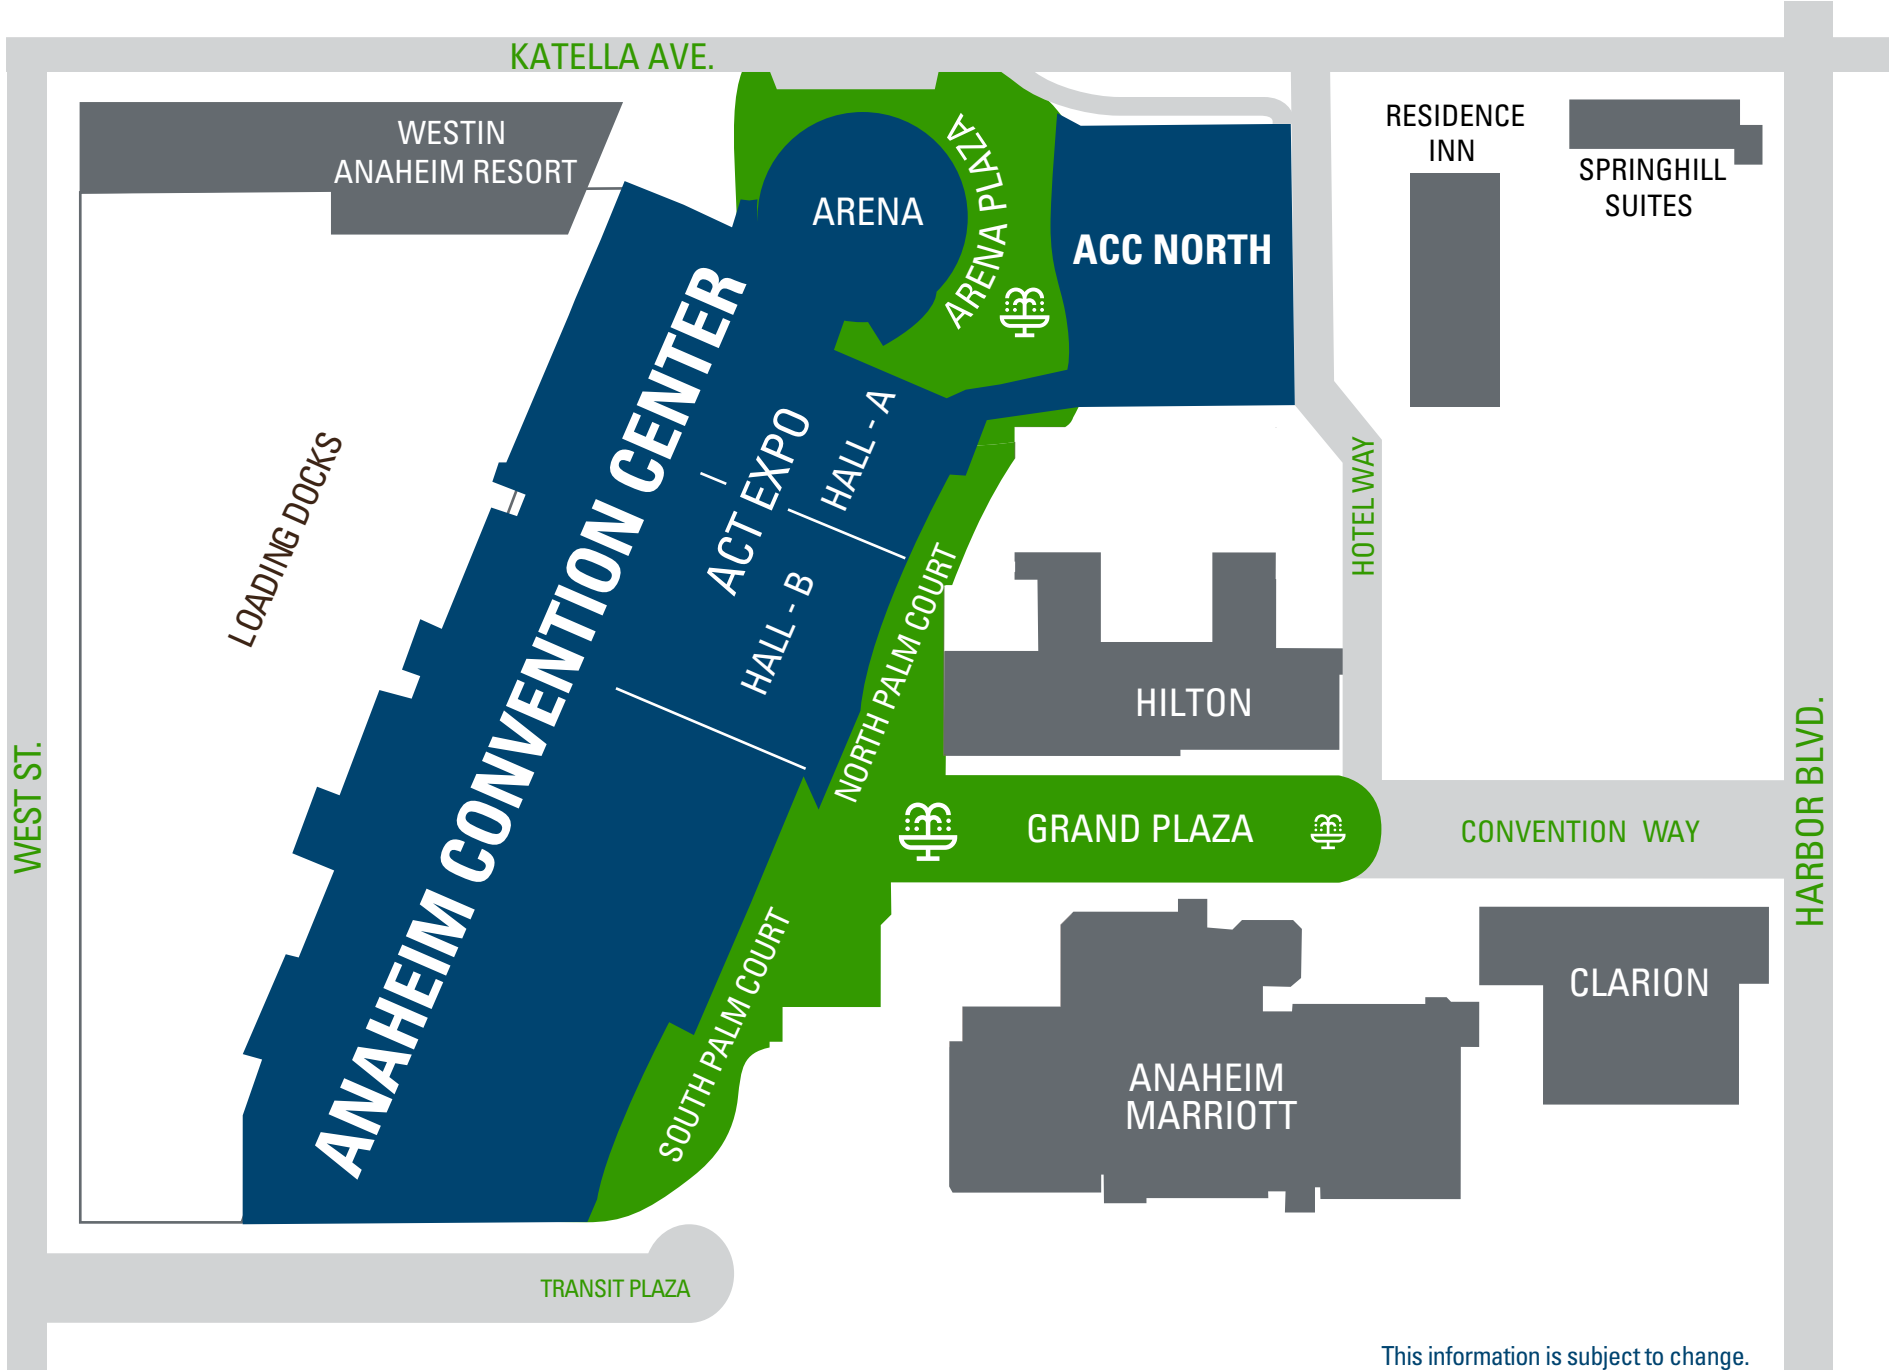 KATELLA AVE.
WESTIN
ANAHEIM RESORT
ARENA
ARENA PLAZA
ACC NORTH
RESIDENCE
INN
SPRINGHILL
SUITES
LOADING DOCKS
ANAHEIM CONVENTION CENTER
ACT EXPO
HALL - A
HALL - B
NORTH PALM COURT
HOTEL WAY
HILTON
WEST ST.
GRAND PLAZA
CONVENTION WAY
HARBOR BLVD.
SOUTH PALM COURT
CLARION
ANAHEIM
MARRIOTT
TRANSIT PLAZA
This information is subject to change.